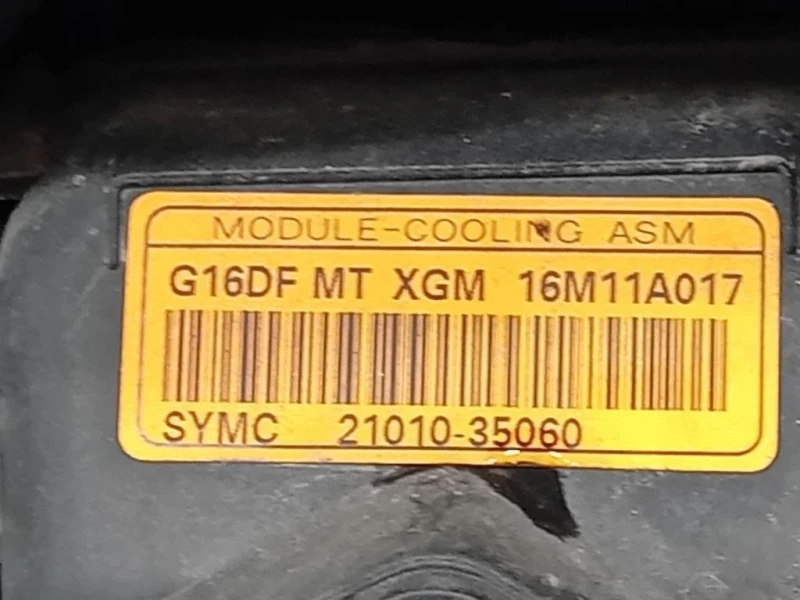 MODULE-COOLING ASM
G16DF MT XGM 16M11A017
SYMC 21010-35060